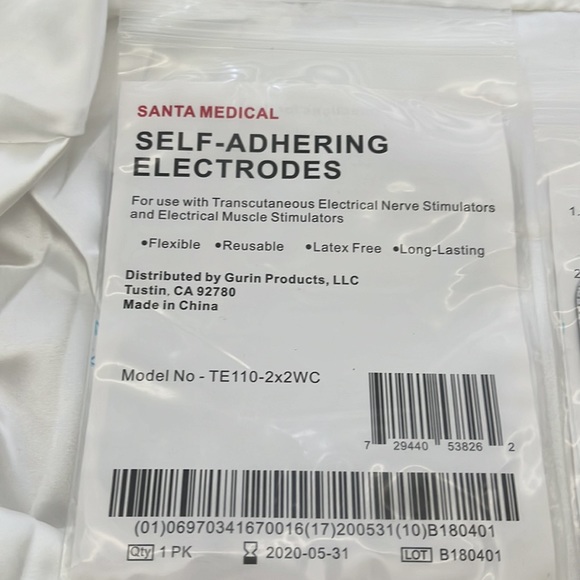 SANTA MEDICAL
SELF-ADHERING
ELECTRODES
For use with Transcutaneous Electrical Nerve Stimulators
and Electrical Muscle Stimulators
•Flexible •Reusable •Latex Free •Long-Lasting
Distributed by Gurin Products, LLC
Tustin, CA 92780
Made in China
Model No - TE110-2x2WC
7 29440 53826 2
(01)06970341670016(17)200531(10)B180401
Qty 1 PK 2020-05-31 LOT B180401
1.
2